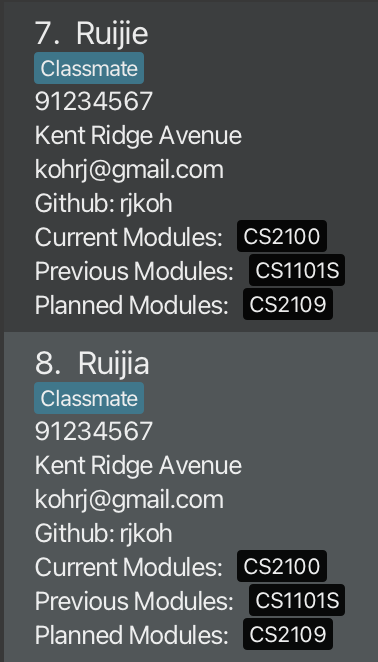 7. Ruijie
Classmate
91234567
Kent Ridge Avenue
kohrj@gmail.com
Github: rjkoh
Current Modules: CS2100
Previous Modules: CS1101S
Planned Modules: CS2109
8. Ruijia
Classmate
91234567
Kent Ridge Avenue
kohrj@gmail.com
Github: rjkoh
Current Modules: CS2100
Previous Modules: CS1101S
Planned Modules: CS2109